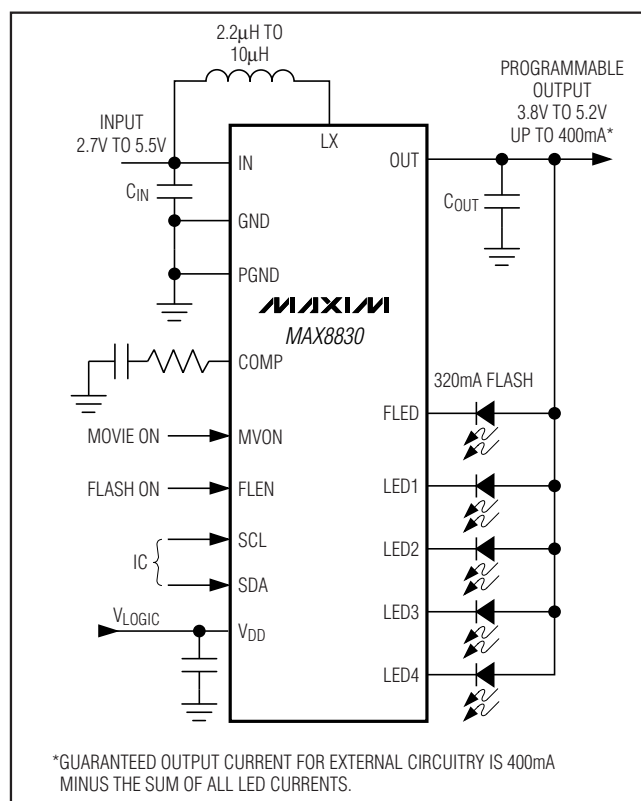 2.2μH TO
10μH
PROGRAMMABLE
OUTPUT
3.8V TO 5.2V
UP TO 400mA*
INPUT
2.7V TO 5.5V
LX
IN
OUT
CIN
COUT
GND
PGND
MAXIM
MAX8830
COMP
320mA FLASH
FLED
MOVIE ON
MVON
FLASH ON
FLEN
LED1
SCL
LED2
IC
SDA
LED3
VLOGIC
VDD
LED4
*GUARANTEED OUTPUT CURRENT FOR EXTERNAL CIRCUITRY IS 400mA
MINUS THE SUM OF ALL LED CURRENTS.